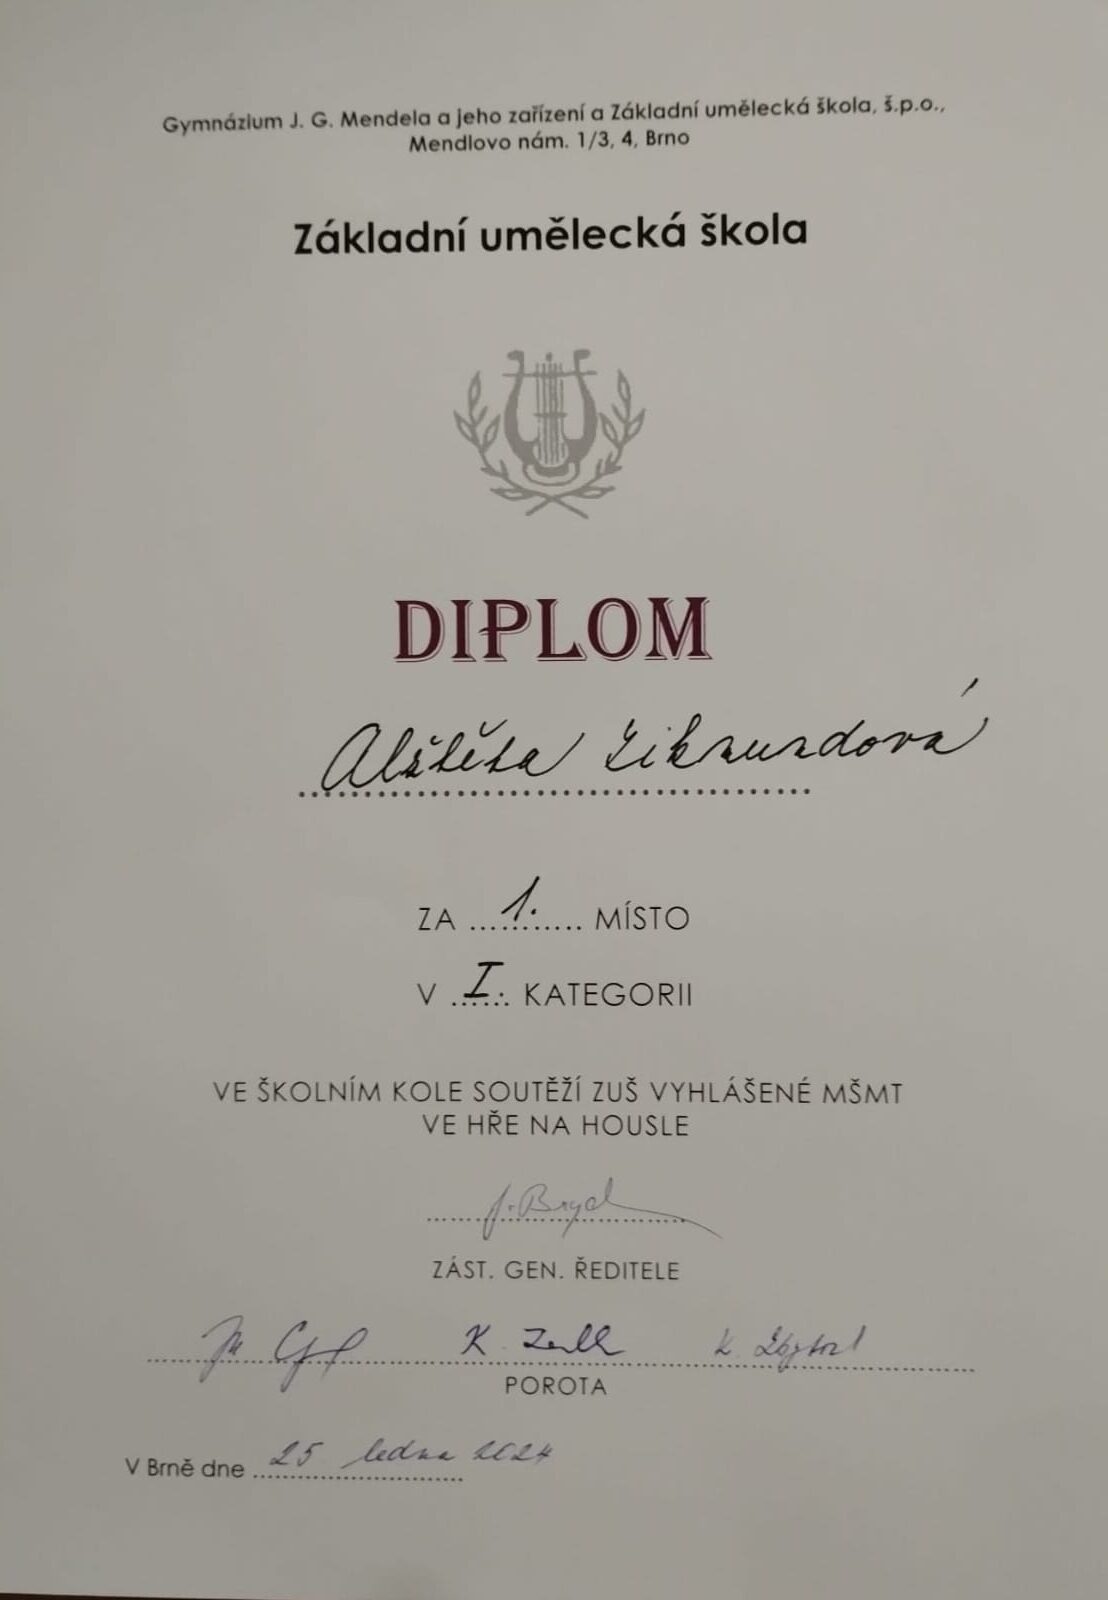 Gymnázium J. G. Mendela a jeho zařízení a Základní umělecká škola, š.p.o.,
Mendlovo nám. 1/3, 4, Brno
Základní umělecká škola
DIPLOM
Alžběta Zikmundová
ZA 1. MÍSTO
V I. KATEGORII
VE ŠKOLNÍM KOLE SOUTĚŽÍ ZUŠ VYHLÁŠENÉ MŠMT
VE HŘE NA HOUSLE
ZÁST. GEN. ŘEDITELE
K. K.
POROTA
V Brně dne 25 ledna 2024